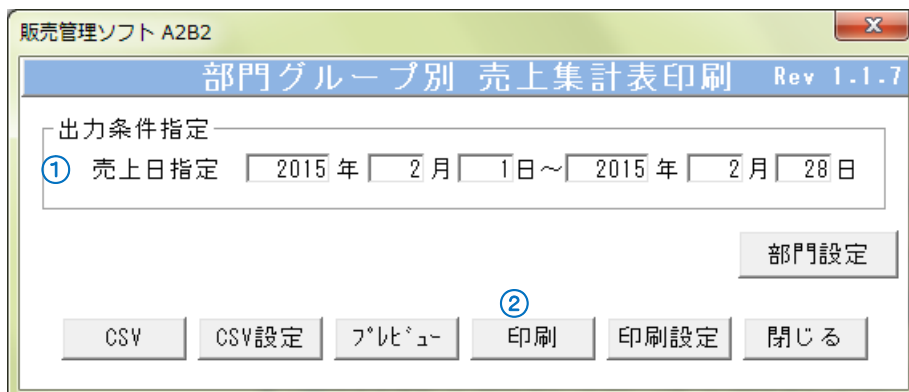 販売管理ソフト A2B2
部門グループ別 売上集計表印刷 Rev 1.1.7
出力条件指定
① 売上日指定 2015 年 2 月 1 日～ 2015 年 2 月 28 日
部門設定
②
CSV CSV設定 ﾌﾟﾚﾋﾞｭｰ 印刷 印刷設定 閉じる